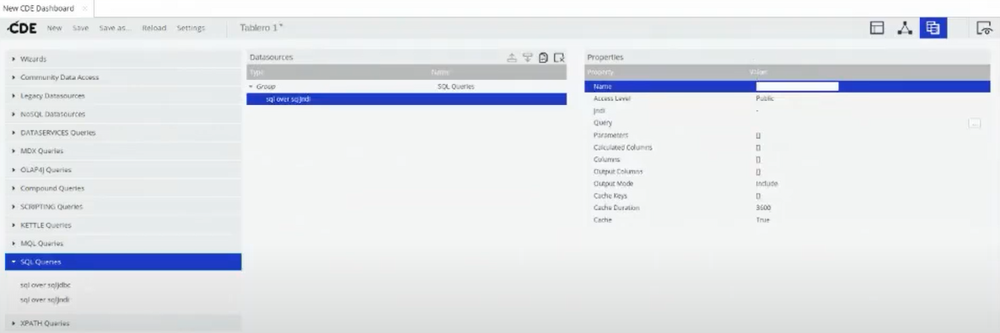 New CDE Dashboard ×
CDE New Save Save as... Reload Settings Tablero 1*
Wizards
Community Data Access
Legacy Datasources
NoSQL Datasources
DATASERVICES Queries
MDX Queries
OLAP4J Queries
Compound Queries
SCRIPTING Queries
KETTLE Queries
MQL Queries
SQL Queries
sql over sqljdbc
sql over sqljndi
XPATH Queries
Datasources
Type Name
Group SQL Queries
sql over sqljndi
Properties
Property Value
Name
Access Level Public
Jndi -
Query ...
Parameters []
Calculated Columns []
Columns []
Output Columns []
Output Mode Include
Cache Keys []
Cache Duration 3600
Cache True